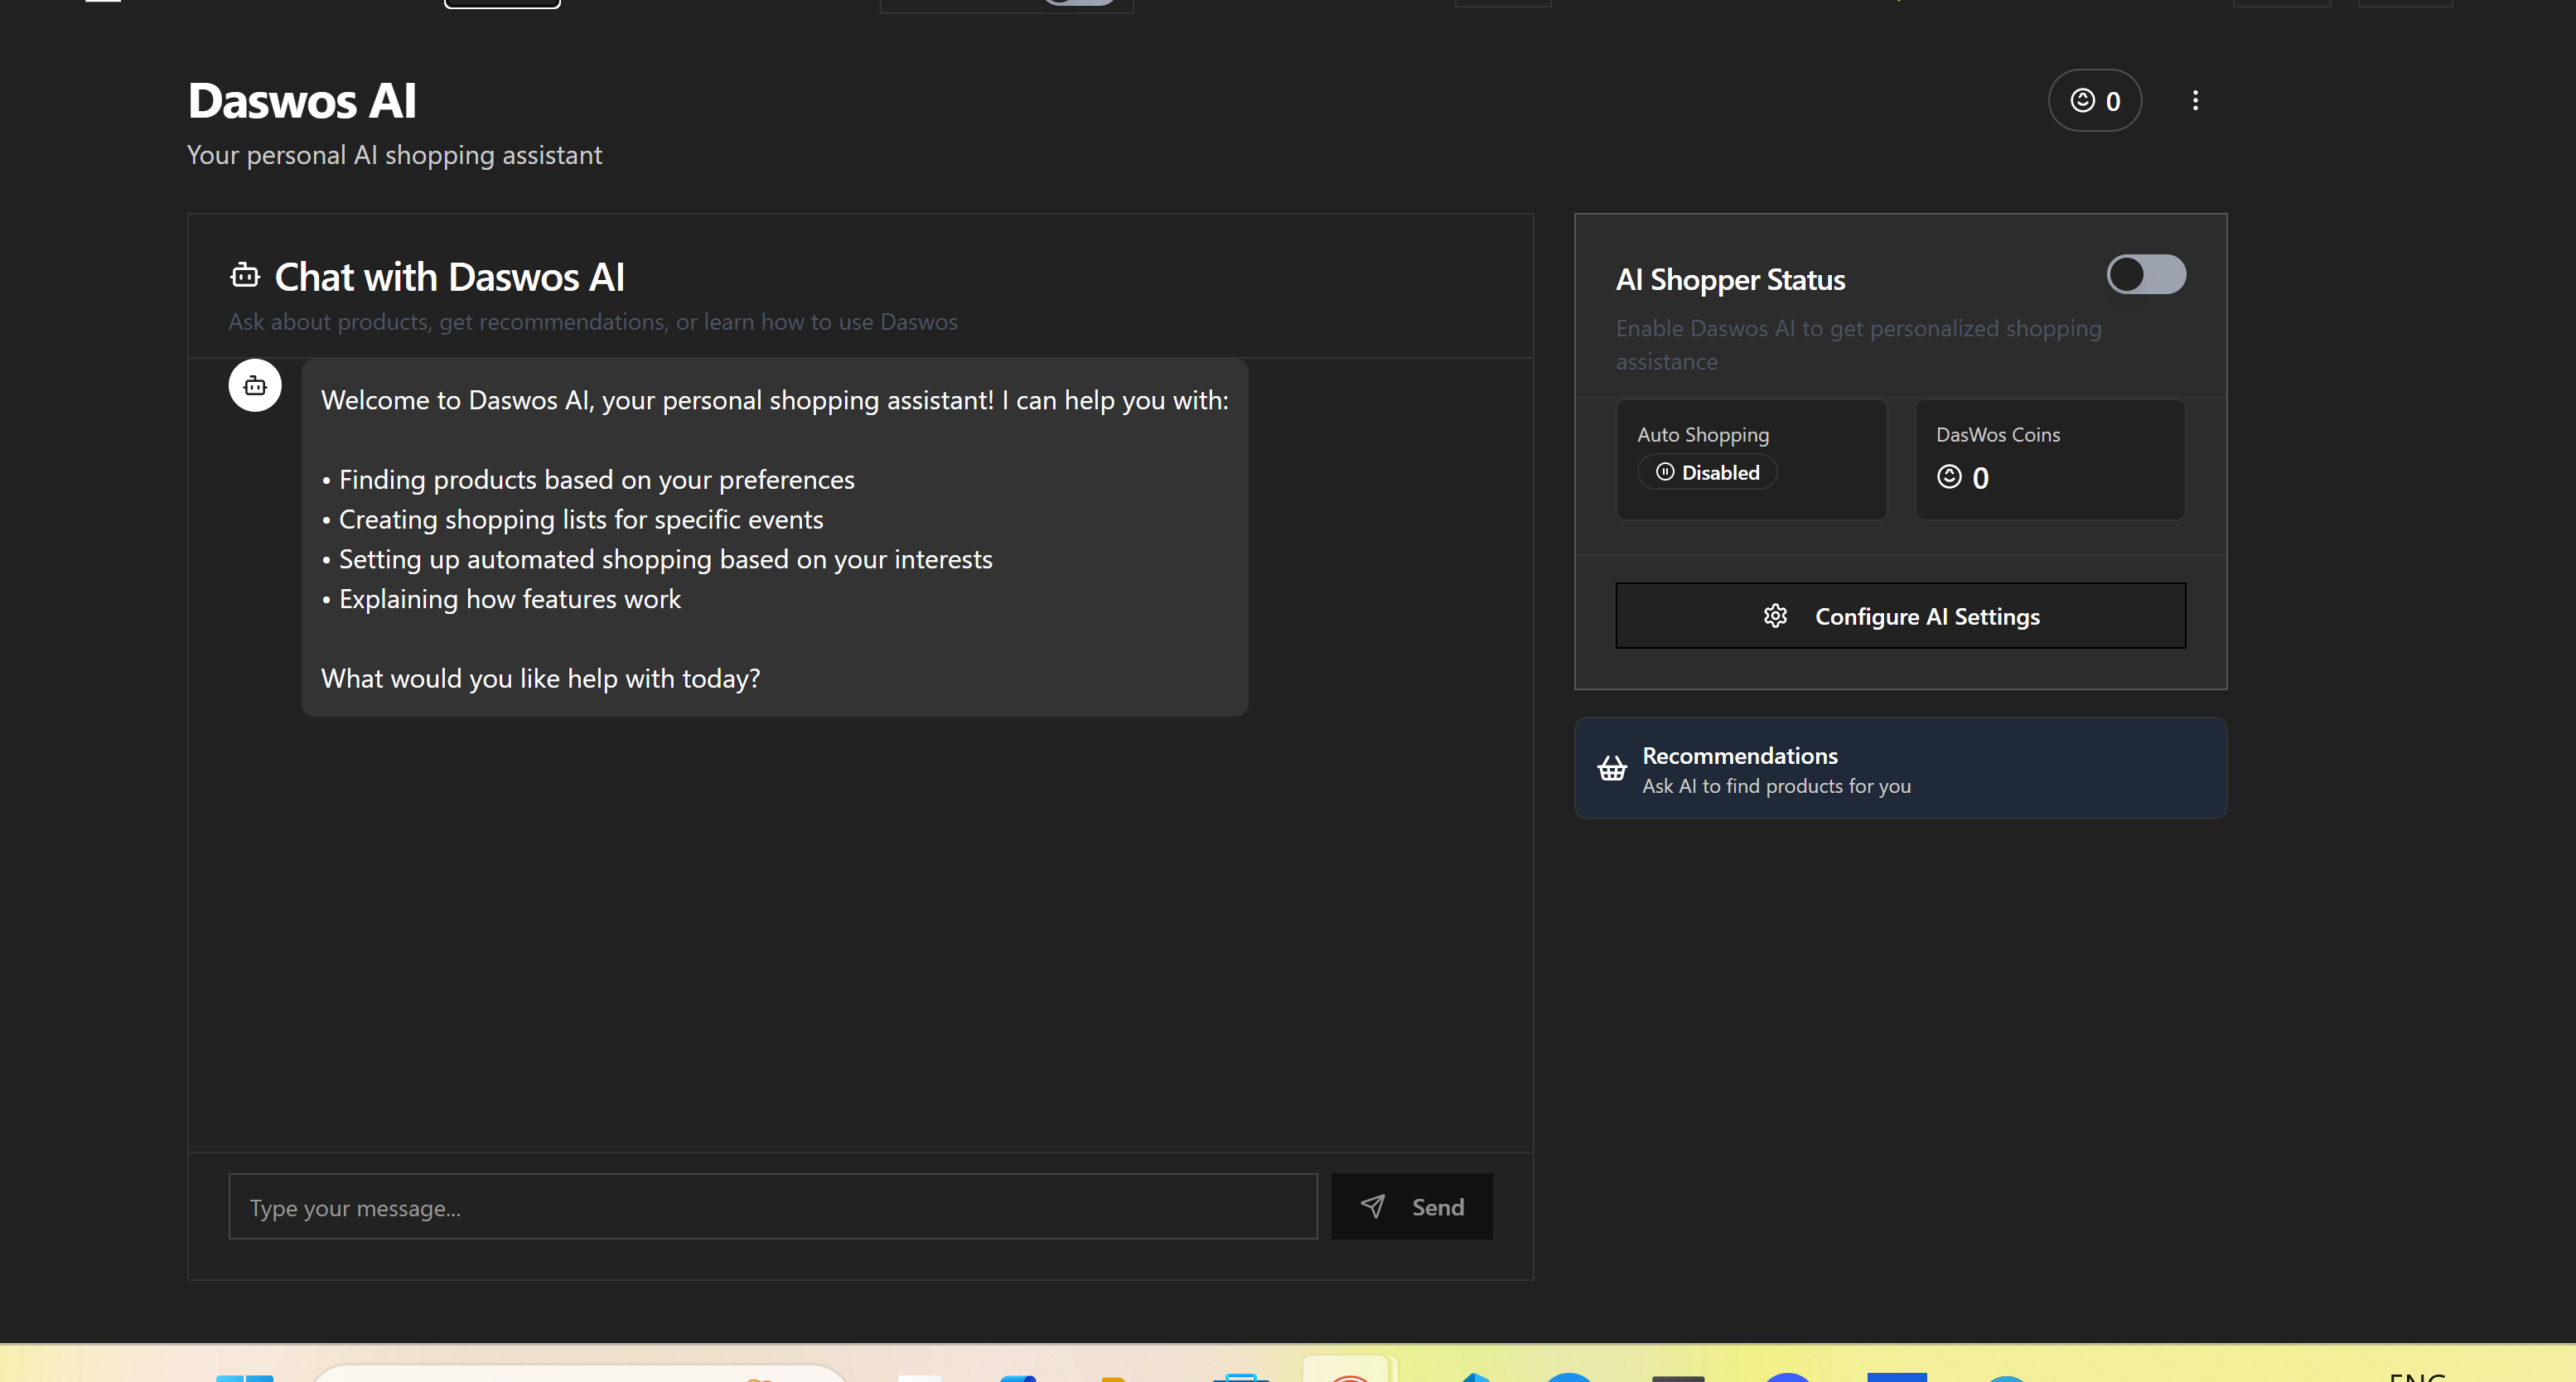 Daswos AI
0
Your personal AI shopping assistant
Chat with Daswos AI
Ask about products, get recommendations, or learn how to use Daswos
Welcome to Daswos AI, your personal shopping assistant! I can help you with:
• Finding products based on your preferences
• Creating shopping lists for specific events
• Setting up automated shopping based on your interests
• Explaining how features work
What would you like help with today?
Type your message...
Send
AI Shopper Status
Enable Daswos AI to get personalized shopping
assistance
Auto Shopping
Disabled
DasWos Coins
0
Configure AI Settings
Recommendations
Ask AI to find products for you
ENG